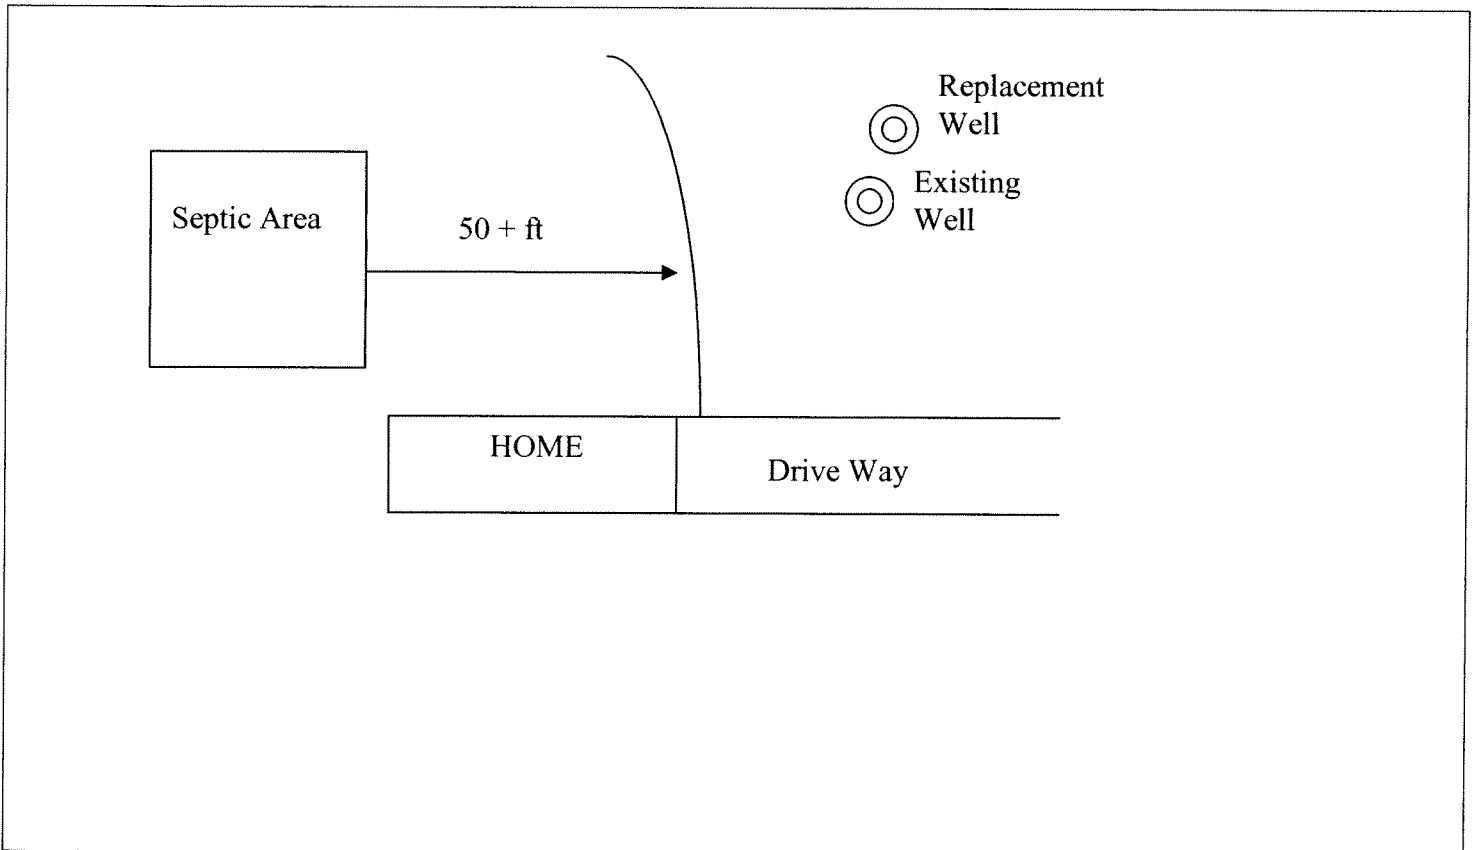 Replacement
Well
Existing
Well
Septic Area
50 + ft
HOME
Drive Way